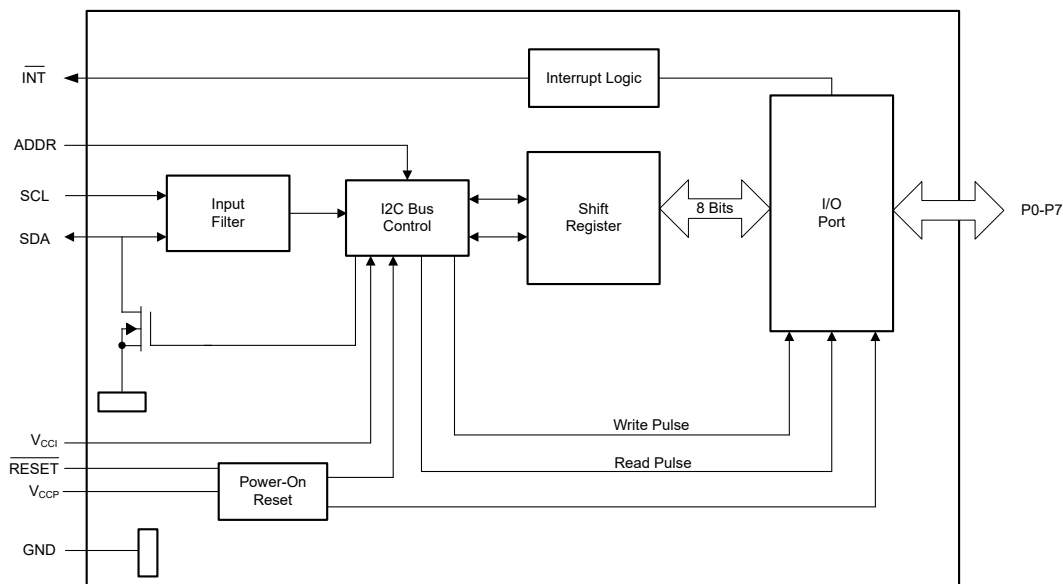 INT
Interrupt Logic
ADDR
SCL
SDA
Input
Filter
I2C Bus
Control
Shift
Register
8 Bits
I/O
Port
P0-P7
Write Pulse
Read Pulse
VCCI
RESET
VCCP
Power-On
Reset
GND